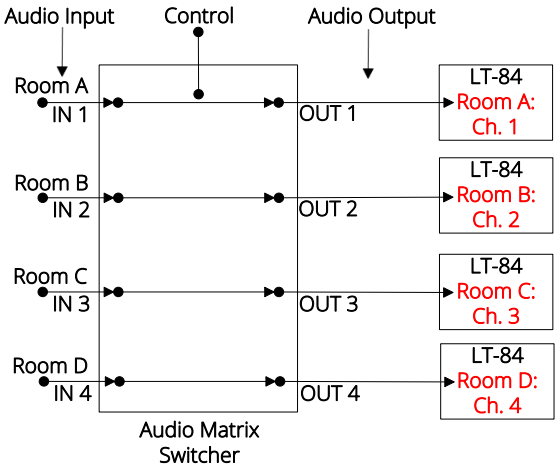 Audio Input
Control
Audio Output
Room A
IN 1
OUT 1
LT-84
Room A:
Ch. 1
Room B
IN 2
OUT 2
LT-84
Room B:
Ch. 2
Room C
IN 3
OUT 3
LT-84
Room C:
Ch. 3
Room D
IN 4
OUT 4
LT-84
Room D:
Ch. 4
Audio Matrix
Switcher